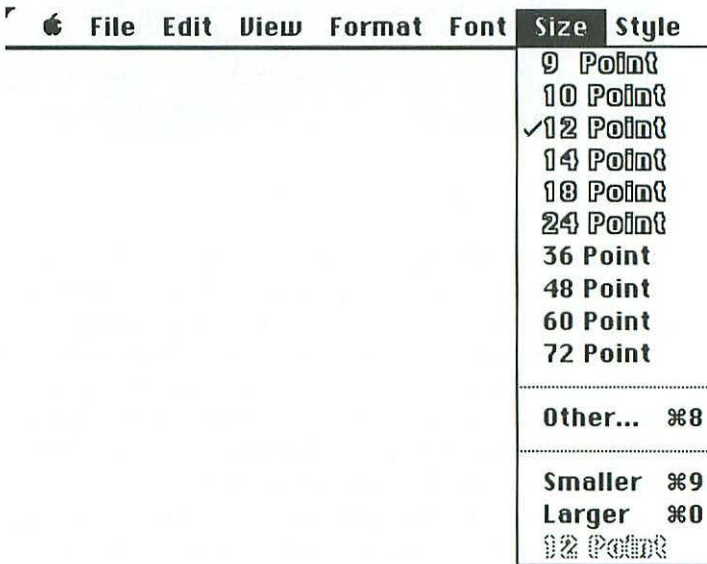 File Edit View Format Font Size Style
9 Point
10 Point
✓12 Point
14 Point
18 Point
24 Point
36 Point
48 Point
60 Point
72 Point
Other... ⌘8
Smaller ⌘9
Larger ⌘0
12 Point